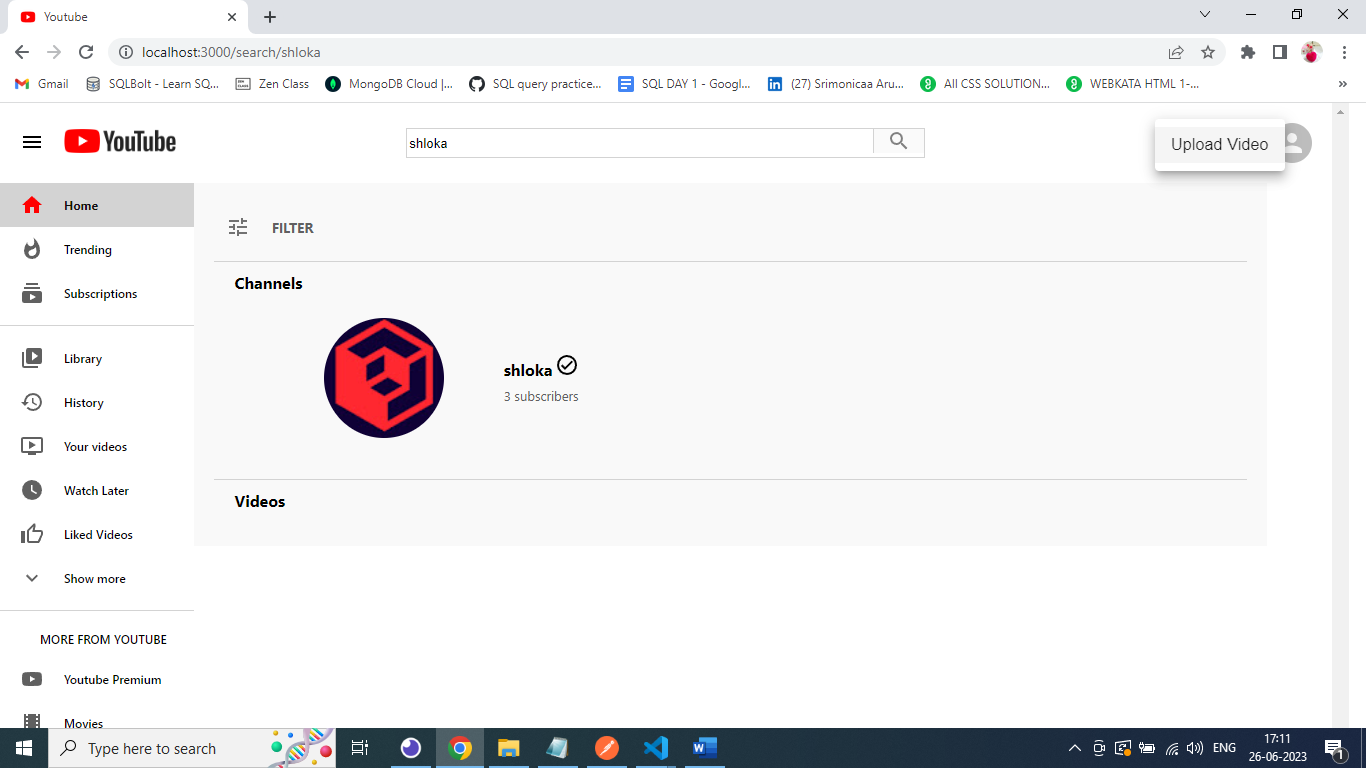 Youtube
localhost:3000/search/shloka
Gmail
SQLBolt - Learn SQ...
Zen Class
MongoDB Cloud |...
SQL query practice...
SQL DAY 1 - Googl...
(27) Srimonicaa Aru...
All CSS SOLUTION...
WEBKATA HTML 1-...
»
YouTube
shloka
Upload Video
Home
Trending
Subscriptions
Library
History
Your videos
Watch Later
Liked Videos
Show more
MORE FROM YOUTUBE
Youtube Premium
Movies
FILTER
Channels
shloka
3 subscribers
Videos
Type here to search
ENG
17:11
26-06-2023
1